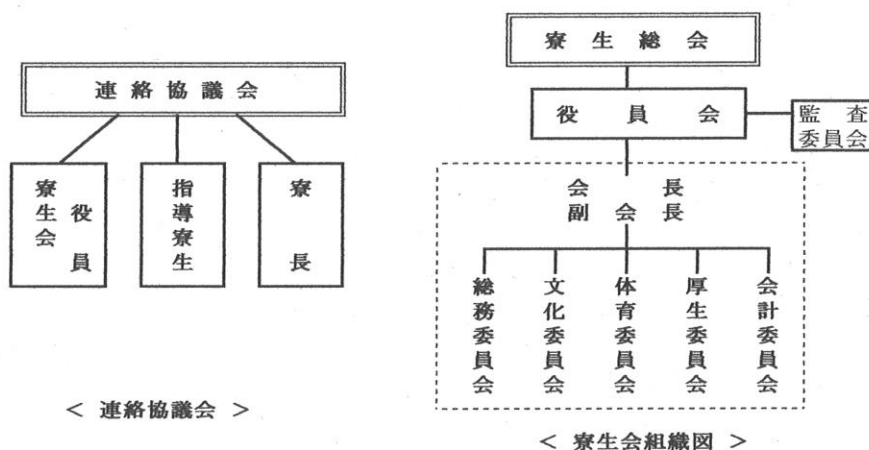 連絡協議会
寮生会
役員
指導寮生
寮長
< 連絡協議会 >
寮生総会
役員会
監査
委員会
会長
副会長
総務委員会
文化委員会
体育委員会
厚生委員会
会計委員会
< 寮生会組織図 >